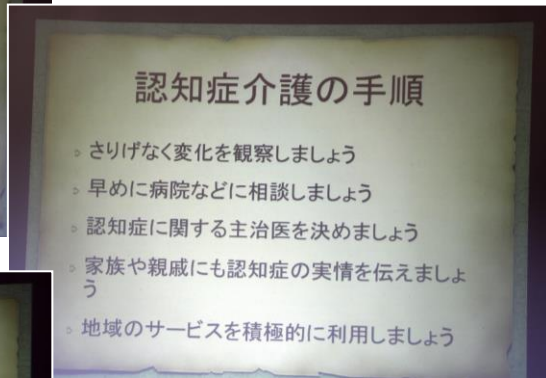 認知症介護の手順
さりげなく変化を観察しましょう
早めに病院などに相談しましょう
認知症に関する主治医を決めましょう
家族や親戚にも認知症の実情を伝えましょ
う
地域のサービスを積極的に利用しましょう